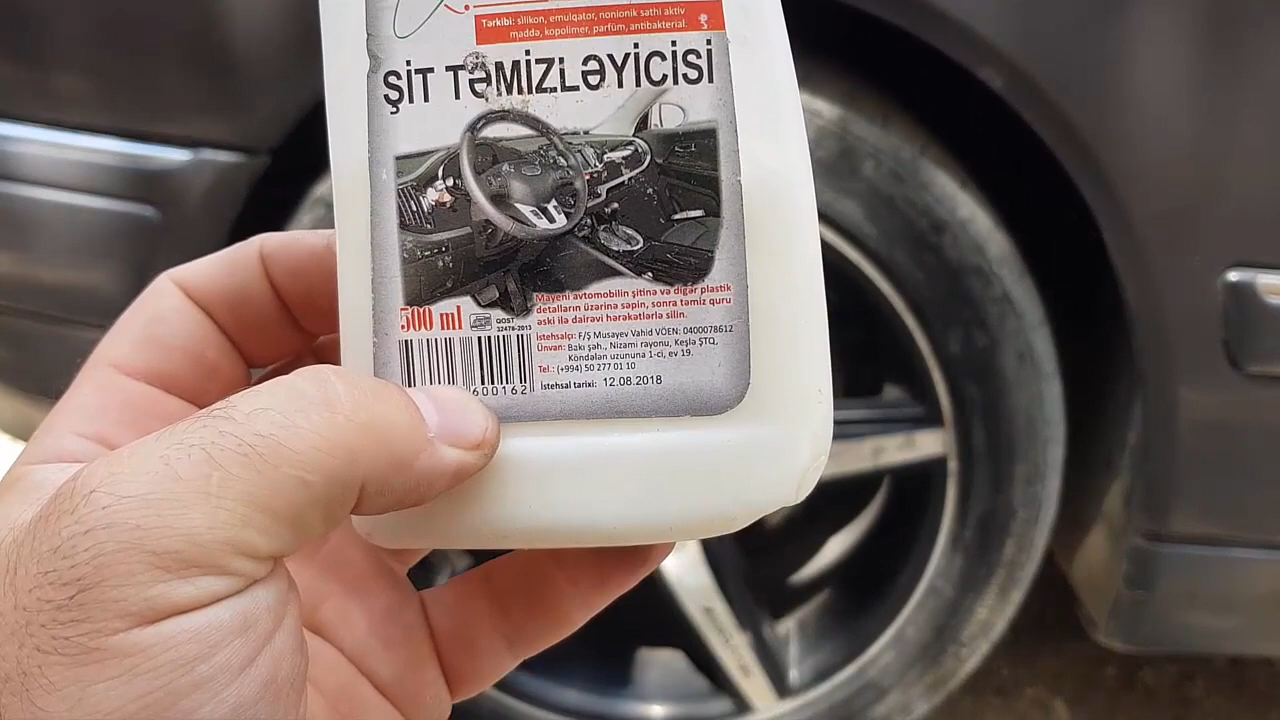 Tərkibi: silikon, emulqator, nonionik səthi aktiv
maddə, kopolimer, parfüm, antibakterial.
ŞİT TƏMİZLƏYİCİSİ
Mayeni avtomobilin şitinə və digər plastik
detalların üzərinə səpin, sonra təmiz quru
əski ilə dairəvi hərəkətlərlə silin.
500 ml
QOST
32478-2013
İstehsalçı: F/Ş Musayev Vahid VÖEN: 0400078612
Ünvan: Bakı şəh., Nizami rayonu, Keşlə ŞTQ,
Köndələn uzununa 1-ci, ev 19.
Tel.: (+994) 50 277 01 10
İstehsal tarixi: 12.08.2018
600162